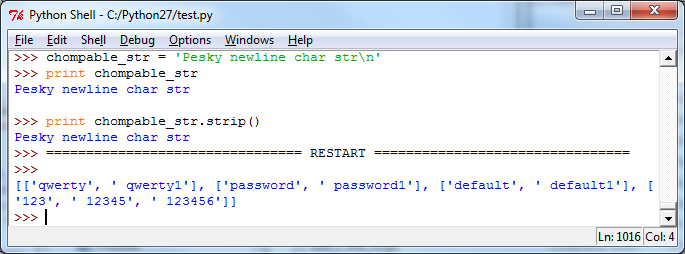 Python Shell - C:/Python27/test.py
File Edit Shell Debug Options Windows Help
>>> chompable_str = 'Pesky newline char str\n'
>>> print chompable_str
Pesky newline char str
>>> print chompable_str.strip()
Pesky newline char str
>>> ================================ RESTART ================================
>>>
[['qwerty', ' qwerty1'], ['password', ' password1'], ['default', ' default1'], [
'123', ' 12345', ' 123456']]
>>>
Ln: 1016 Col: 4